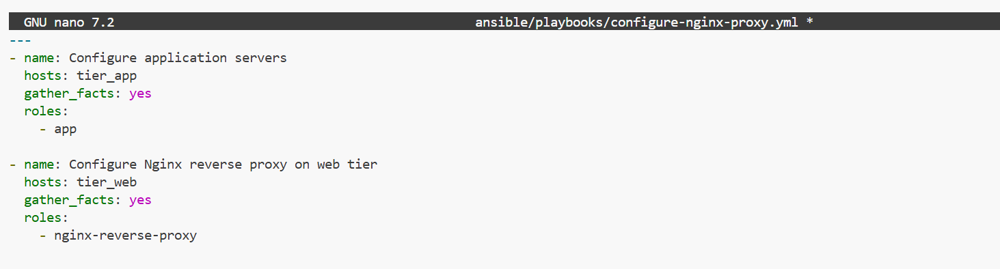 GNU nano 7.2 ansible/playbooks/configure-nginx-proxy.yml *
---
- name: Configure application servers
  hosts: tier_app
  gather_facts: yes
  roles:
    - app

- name: Configure Nginx reverse proxy on web tier
  hosts: tier_web
  gather_facts: yes
  roles:
    - nginx-reverse-proxy